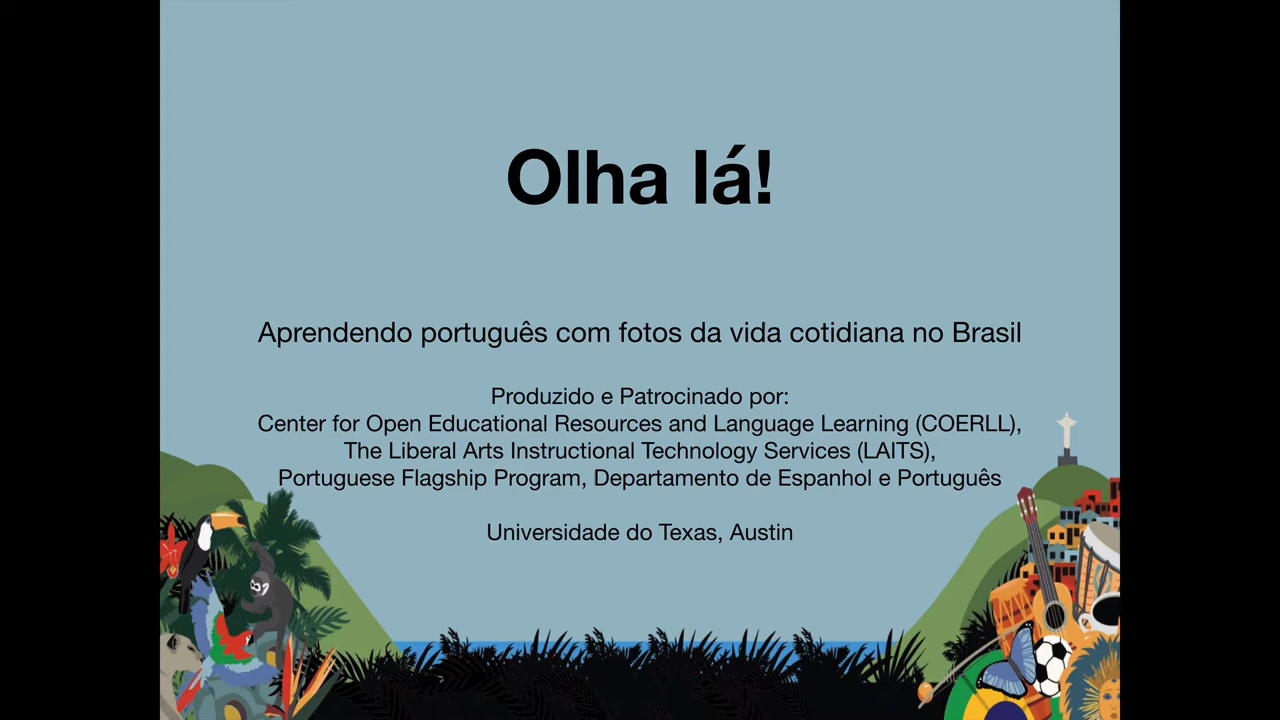 Olha lá!
Aprendendo português com fotos da vida cotidiana no Brasil
Produzido e Patrocinado por:
Center for Open Educational Resources and Language Learning (COERLL),
The Liberal Arts Instructional Technology Services (LAITS),
Portuguese Flagship Program, Departamento de Espanhol e Português
Universidade do Texas, Austin